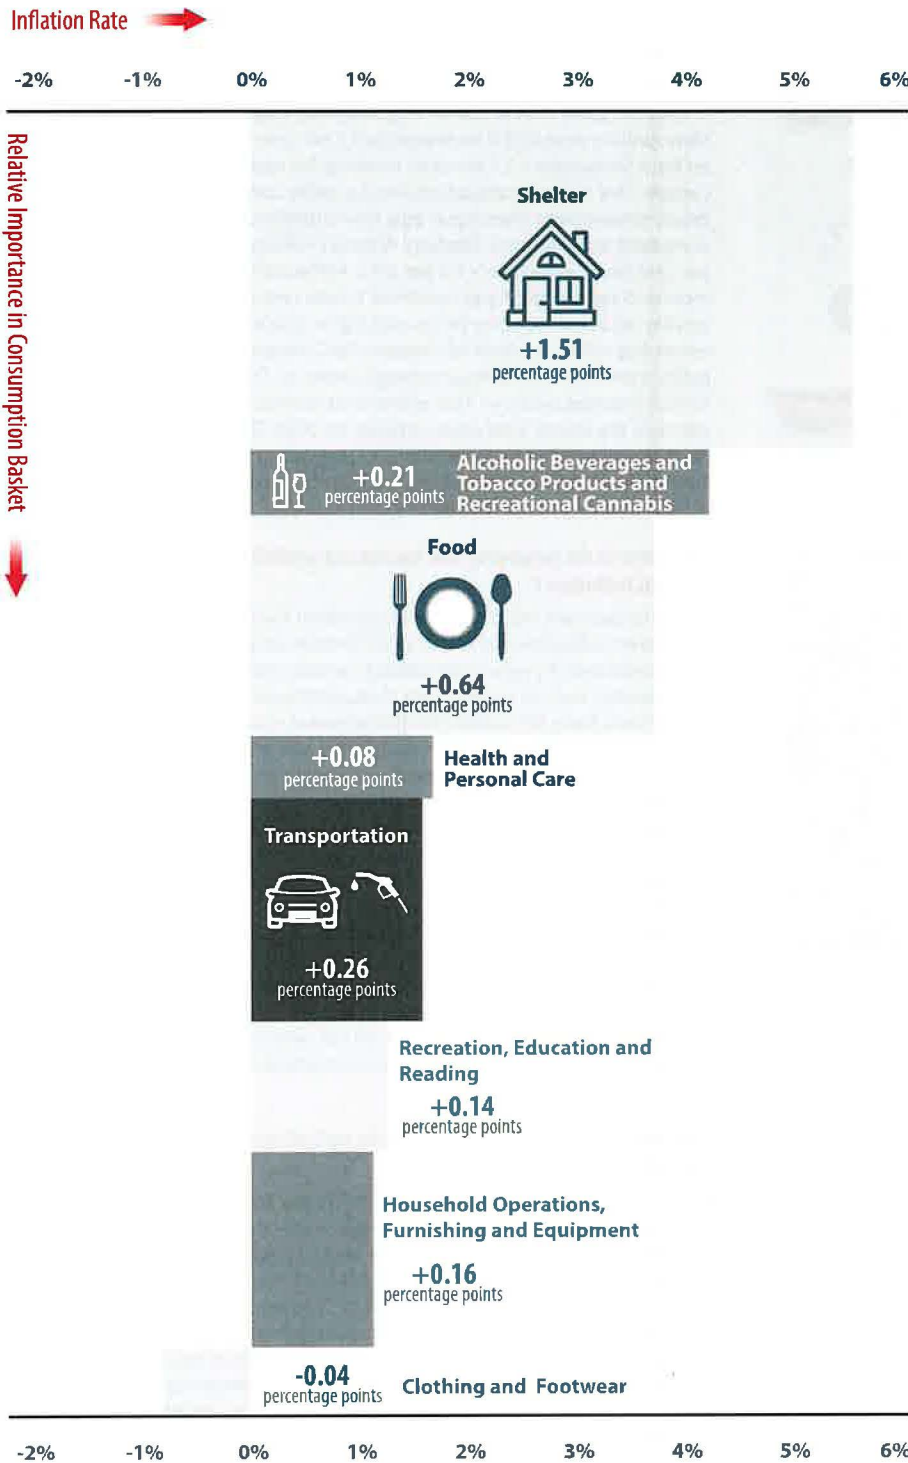 Inflation Rate
-2% -1% 0% 1% 2% 3% 4% 5% 6%
Relative Importance in Consumption Basket
Shelter
+1.51
percentage points
+0.21
percentage points
Alcoholic Beverages and
Tobacco Products and
Recreational Cannabis
Food
+0.64
percentage points
+0.08
percentage points
Health and
Personal Care
Transportation
+0.26
percentage points
Recreation, Education and
Reading
+0.14
percentage points
Household Operations,
Furnishing and Equipment
+0.16
percentage points
-0.04
percentage points
Clothing and Footwear
-2% -1% 0% 1% 2% 3% 4% 5% 6%